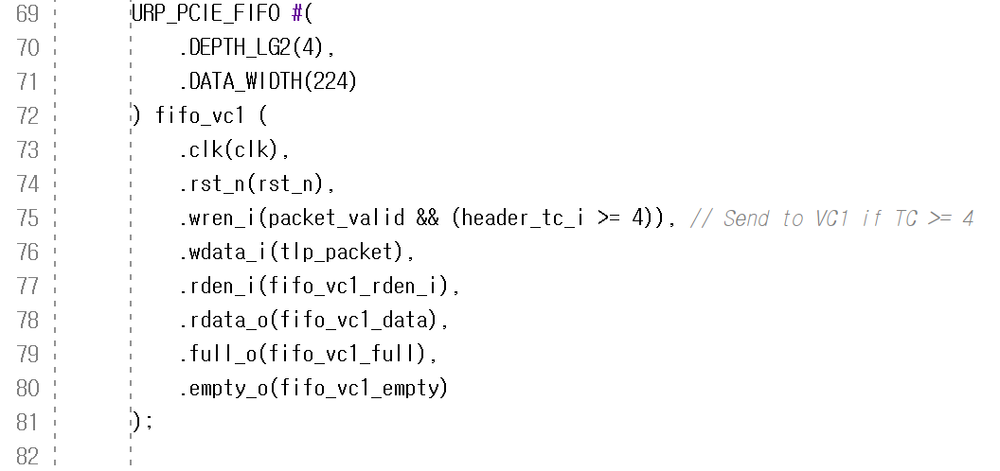 69 URP_PCIE_FIFO #(
70 .DEPTH_LG2(4),
71 .DATA_WIDTH(224)
72 ) fifo_vc1 (
73 .clk(clk),
74 .rst_n(rst_n),
75 .wren_i(packet_valid && (header_tc_i >= 4)), // Send to VC1 if TC >= 4
76 .wdata_i(tlp_packet),
77 .rden_i(fifo_vc1_rden_i),
78 .rdata_o(fifo_vc1_data),
79 .full_o(fifo_vc1_full),
80 .empty_o(fifo_vc1_empty)
81 );
82